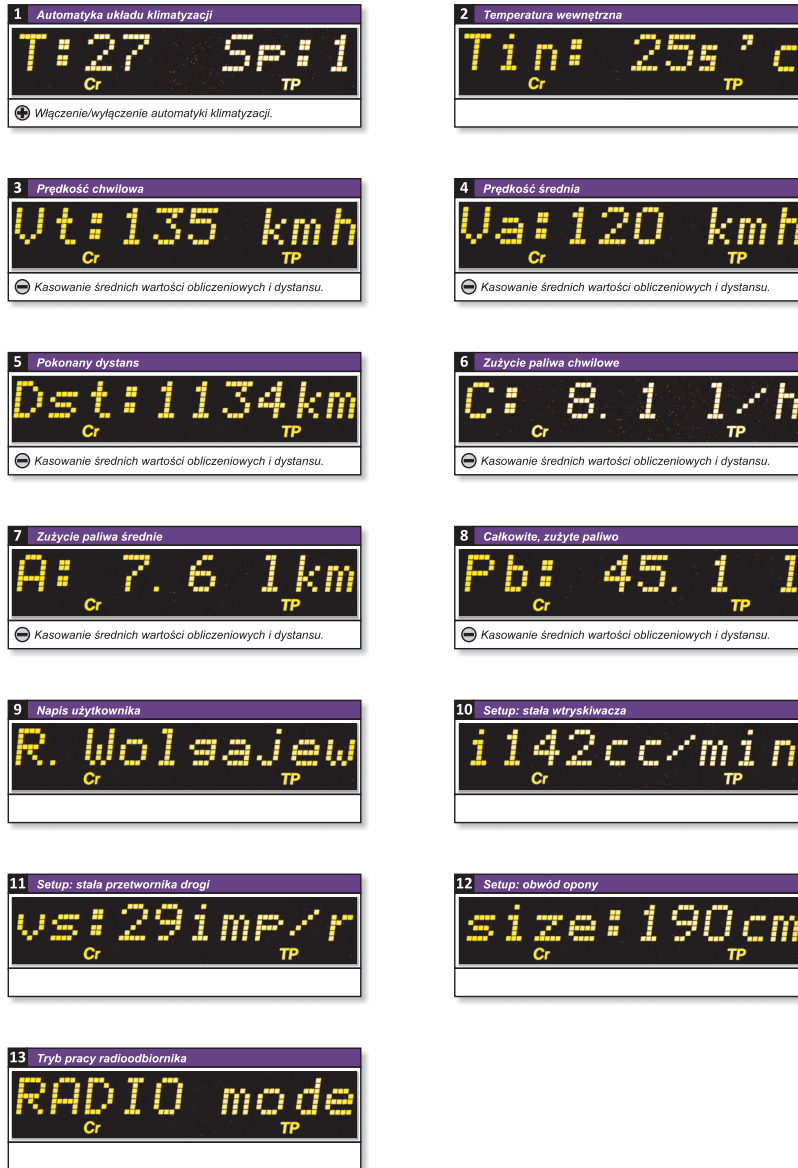 1 Automatyka układu klimatyzacji
T:27 Sp:1
Cr TP
Włączenie/wyłączenie automatyki klimatyzacji.
2 Temperatura wewnętrzna
Tin: 25g'c
Cr TP
3 Prędkość chwilowa
Vt:135 kmh
Cr TP
Kasowanie średnich wartości obliczeniowych i dystansu.
4 Prędkość średnia
Va:120 kmh
Cr TP
Kasowanie średnich wartości obliczeniowych i dystansu.
5 Pokonany dystans
Dst:1134km
Cr TP
Kasowanie średnich wartości obliczeniowych i dystansu.
6 Zużycie paliwa chwilowe
C: 8.1 l/h
Cr TP
Kasowanie średnich wartości obliczeniowych i dystansu.
7 Zużycie paliwa średnie
A: 7.6 lkm
Cr TP
Kasowanie średnich wartości obliczeniowych i dystansu.
8 Całkowite, zużyte paliwo
Pb: 45.1 l
Cr TP
Kasowanie średnich wartości obliczeniowych i dystansu.
9 Napis użytkownika
R. Wolgajew
Cr TP
10 Setup: stała wtryskiwacza
i142cc/min
Cr TP
11 Setup: stała przetwornika drogi
vs:29imp/r
Cr TP
12 Setup: obwód opony
size:190cm
Cr TP
13 Tryb pracy radioodbiornika
RADIO mode
Cr TP